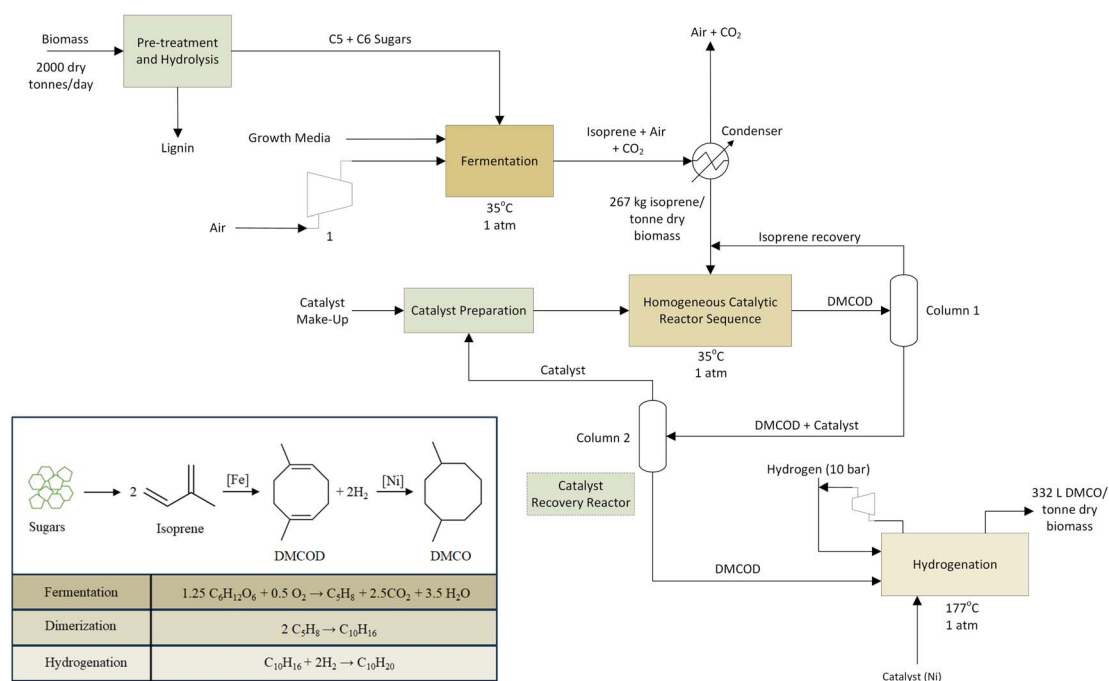 Biomass
2000 dry
tonnes/day
Pre-treatment
and Hydrolysis
Lignin
C5 + C6 Sugars
Growth Media
Air
1
Fermentation
35°C
1 atm
Isoprene + Air
+ CO2
Air + CO2
Condenser
267 kg isoprene/
tonne dry
biomass
Isoprene recovery
Catalyst
Make-Up
Catalyst Preparation
Homogeneous Catalytic
Reactor Sequence
35°C
1 atm
DMCOD
Column 1
Catalyst
DMCOD + Catalyst
Column 2
Catalyst
Recovery Reactor
DMCOD
Hydrogen (10 bar)
332 L DMCO/
tonne dry
biomass
Hydrogenation
177°C
1 atm
Catalyst (Ni)
Sugars
2
Isoprene
[Fe]
DMCOD
+ 2H2
[Ni]
DMCO
Fermentation 1.25 C6H12O6 + 0.5 O2 → C5H8 + 2.5CO2 + 3.5 H2O
Dimerization 2 C5H8 → C10H16
Hydrogenation C10H16 + 2H2 → C10H20